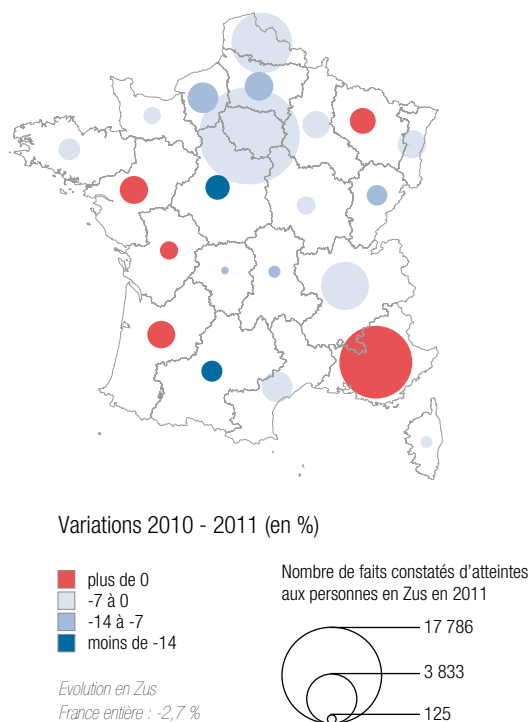 Variations 2010 - 2011 (en %)
plus de 0
-7 à 0
-14 à -7
moins de -14
Evolution en Zus
France entière : -2,7 %
Nombre de faits constatés d'atteintes
aux personnes en Zus en 2011
17 786
3 833
125